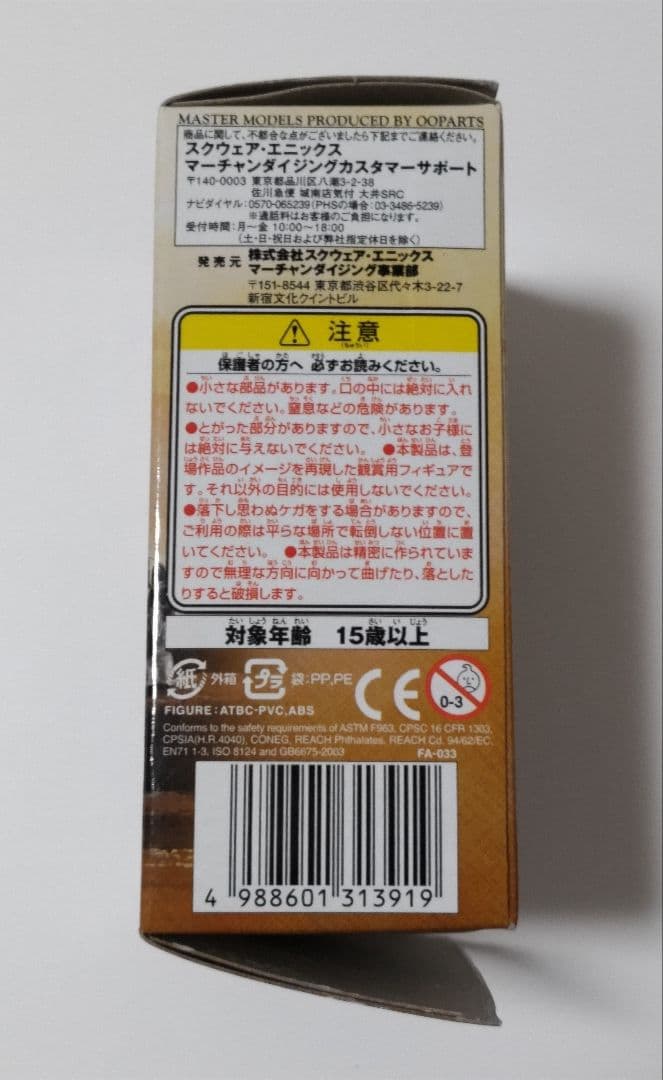 MASTER MODELS PRODUCED BY OOPARTS
商品に関して、不都合な点がございましたら下記までご連絡ください。
スクウェア・エニックス
マーチャンダイジングカスタマーサポート
〒140-0003 東京都品川区八潮3-2-38
佐川急便 城南店気付 大井SRC
ナビダイヤル:0570-065239(PHSの場合:03-3486-5239)
※通話料はお客様のご負担になります。
受付時間:月~金 10:00~18:00
(土・日・祝日および弊社指定休日を除く)
発売元 株式会社スクウェア・エニックス
マーチャンダイジング事業部
〒151-8544 東京都渋谷区代々木3-22-7
新宿文化クイントビル
注意
(ちゅうい)
保護者の方へ 必ずお読みください。
●小さな部品があります。口の中には絶対に入れ
ないでください。窒息などの危険があります。
●とがった部分がありますので、小さなお子様に
は絶対に与えないでください。 ●本製品は、登
場作品のイメージを再現した観賞用フィギュアで
す。それ以外の目的には使用しないでください。
●落下し思わぬケガをする場合がありますので、
ご利用の際は平らな場所で転倒しない位置に置
いてください。 ●本製品は精密に作られていま
すので無理な方向に向かって曲げたり、落とした
りすると破損します。
対象年齢 15歳以上
紙 外箱 プラ 袋:PP,PE CE 0-3
FIGURE:ATBC-PVC,ABS
Conforms to the safety requirements of ASTM F963, CPSC 16 CFR 1303,
CPSIA(H.R.4040), CONEG, REACH Phthalates, REACH Cd. 94/62/EC,
EN71 1-3, ISO 8124 and GB6675-2003
FA-033
4 988601 313919